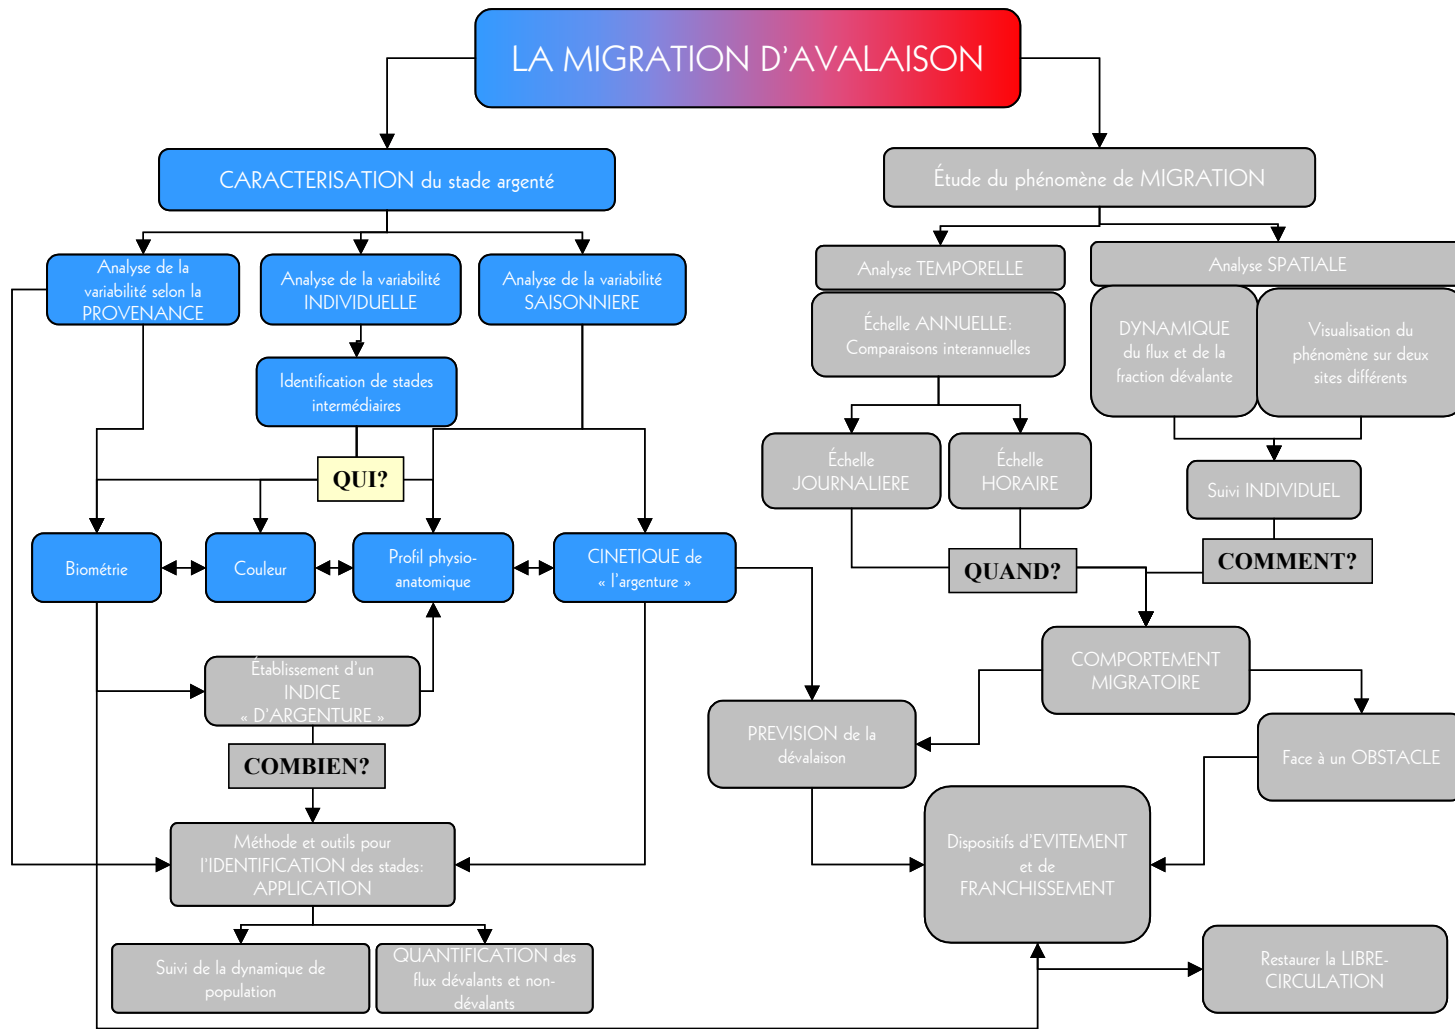 LA MIGRATION D'AVALAISON
CARACTERISATION du stade argenté
Étude du phénomène de MIGRATION
Analyse de la
variabilité selon la
PROVENANCE
Analyse de la variabilité
INDIVIDUELLE
Analyse de la variabilité
SAISONNIERE
Analyse TEMPORELLE
Analyse SPATIALE
Échelle ANNUELLE:
Comparaisons interannuelles
DYNAMIQUE
du flux et de la
fraction dévalante
Visualisation du
phénomène sur deux
sites différents
Identification de stades
intermédiaires
Échelle
JOURNALIERE
Échelle
HORAIRE
Suivi INDIVIDUEL
QUI?
Biométrie
Couleur
Profil physio-
anatomique
CINETIQUE de
« l'argenture »
QUAND?
COMMENT?
Établissement d'un
INDICE
« D'ARGENTURE »
COMPORTEMENT
MIGRATOIRE
PREVISION de la
dévalaison
Face à un OBSTACLE
COMBIEN?
Méthode et outils pour
l'IDENTIFICATION des stades:
APPLICATION
Dispositifs d'EVITEMENT
et de
FRANCHISSEMENT
Suivi de la dynamique de
population
QUANTIFICATION des
flux dévalants et non-
dévalants
Restaurer la LIBRE-
CIRCULATION